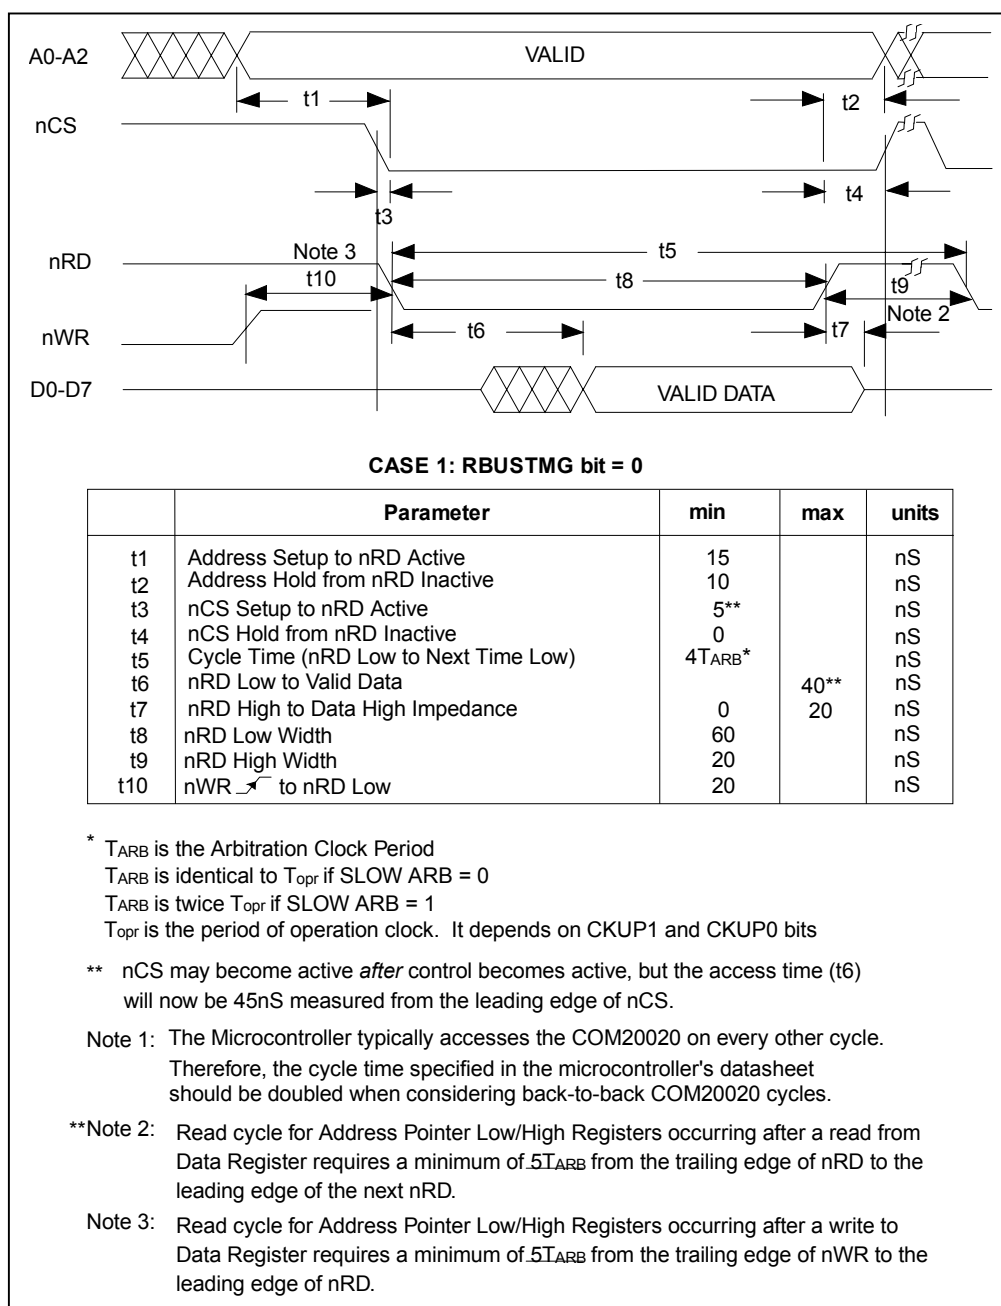 A0-A2
VALID
t1
t2
nCS
t3
t4
nRD
Note 3
t5
t10
t8
t9
Note 2
nWR
t6
t7
D0-D7
VALID DATA
CASE 1: RBUSTMG bit = 0
Parameter min max units
t1 Address Setup to nRD Active 15 nS
t2 Address Hold from nRD Inactive 10 nS
t3 nCS Setup to nRD Active 5** nS
t4 nCS Hold from nRD Inactive 0 nS
t5 Cycle Time (nRD Low to Next Time Low) 4TARB* nS
t6 nRD Low to Valid Data 40** nS
t7 nRD High to Data High Impedance 0 20 nS
t8 nRD Low Width 60 nS
t9 nRD High Width 20 nS
t10 nWR to nRD Low 20 nS
* TARB is the Arbitration Clock Period
TARB is identical to Topr if SLOW ARB = 0
TARB is twice Topr if SLOW ARB = 1
Topr is the period of operation clock. It depends on CKUP1 and CKUP0 bits
** nCS may become active after control becomes active, but the access time (t6)
will now be 45nS measured from the leading edge of nCS.
Note 1: The Microcontroller typically accesses the COM20020 on every other cycle.
Therefore, the cycle time specified in the microcontroller's datasheet
should be doubled when considering back-to-back COM20020 cycles.
**Note 2: Read cycle for Address Pointer Low/High Registers occurring after a read from
Data Register requires a minimum of 5TARB from the trailing edge of nRD to the
leading edge of the next nRD.
Note 3: Read cycle for Address Pointer Low/High Registers occurring after a write to
Data Register requires a minimum of 5TARB from the trailing edge of nWR to the
leading edge of nRD.